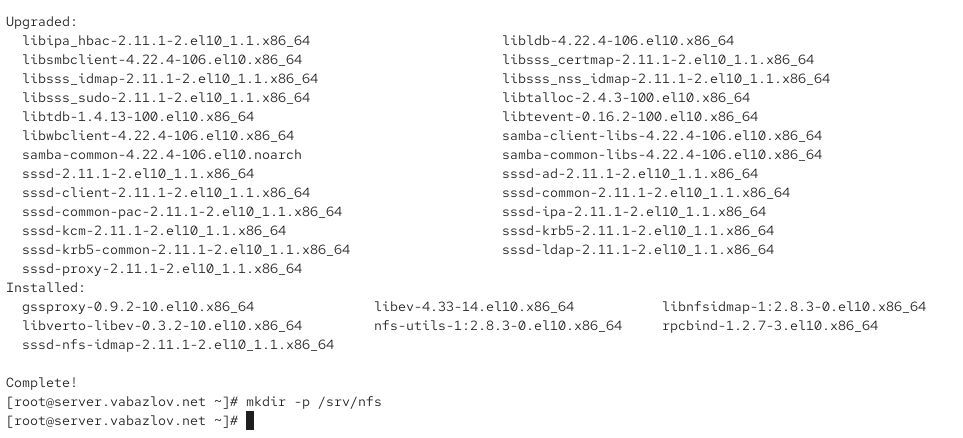 Upgraded:
libipa_hbac-2.11.1-2.el10_1.1.x86_64 libldb-4.22.4-106.el10.x86_64
libsmbclient-4.22.4-106.el10.x86_64 libsss_certmap-2.11.1-2.el10_1.1.x86_64
libsss_idmap-2.11.1-2.el10_1.1.x86_64 libsss_nss_idmap-2.11.1-2.el10_1.1.x86_64
libsss_sudo-2.11.1-2.el10_1.1.x86_64 libtalloc-2.4.3-100.el10.x86_64
libtdb-1.4.13-100.el10.x86_64 libtevent-0.16.2-100.el10.x86_64
libwbclient-4.22.4-106.el10.x86_64 samba-client-libs-4.22.4-106.el10.x86_64
samba-common-4.22.4-106.el10.noarch samba-common-libs-4.22.4-106.el10.x86_64
sssd-2.11.1-2.el10_1.1.x86_64 sssd-ad-2.11.1-2.el10_1.1.x86_64
sssd-client-2.11.1-2.el10_1.1.x86_64 sssd-common-2.11.1-2.el10_1.1.x86_64
sssd-common-pac-2.11.1-2.el10_1.1.x86_64 sssd-ipa-2.11.1-2.el10_1.1.x86_64
sssd-kcm-2.11.1-2.el10_1.1.x86_64 sssd-krb5-2.11.1-2.el10_1.1.x86_64
sssd-krb5-common-2.11.1-2.el10_1.1.x86_64 sssd-ldap-2.11.1-2.el10_1.1.x86_64
sssd-proxy-2.11.1-2.el10_1.1.x86_64
Installed:
gssproxy-0.9.2-10.el10.x86_64 libev-4.33-14.el10.x86_64 libnfsidmap-1:2.8.3-0.el10.x86_64
libverto-libev-0.3.2-10.el10.x86_64 nfs-utils-1:2.8.3-0.el10.x86_64 rpcbind-1.2.7-3.el10.x86_64
sssd-nfs-idmap-2.11.1-2.el10_1.1.x86_64
Complete!
[root@server.vabazlov.net ~]# mkdir -p /srv/nfs
[root@server.vabazlov.net ~]#